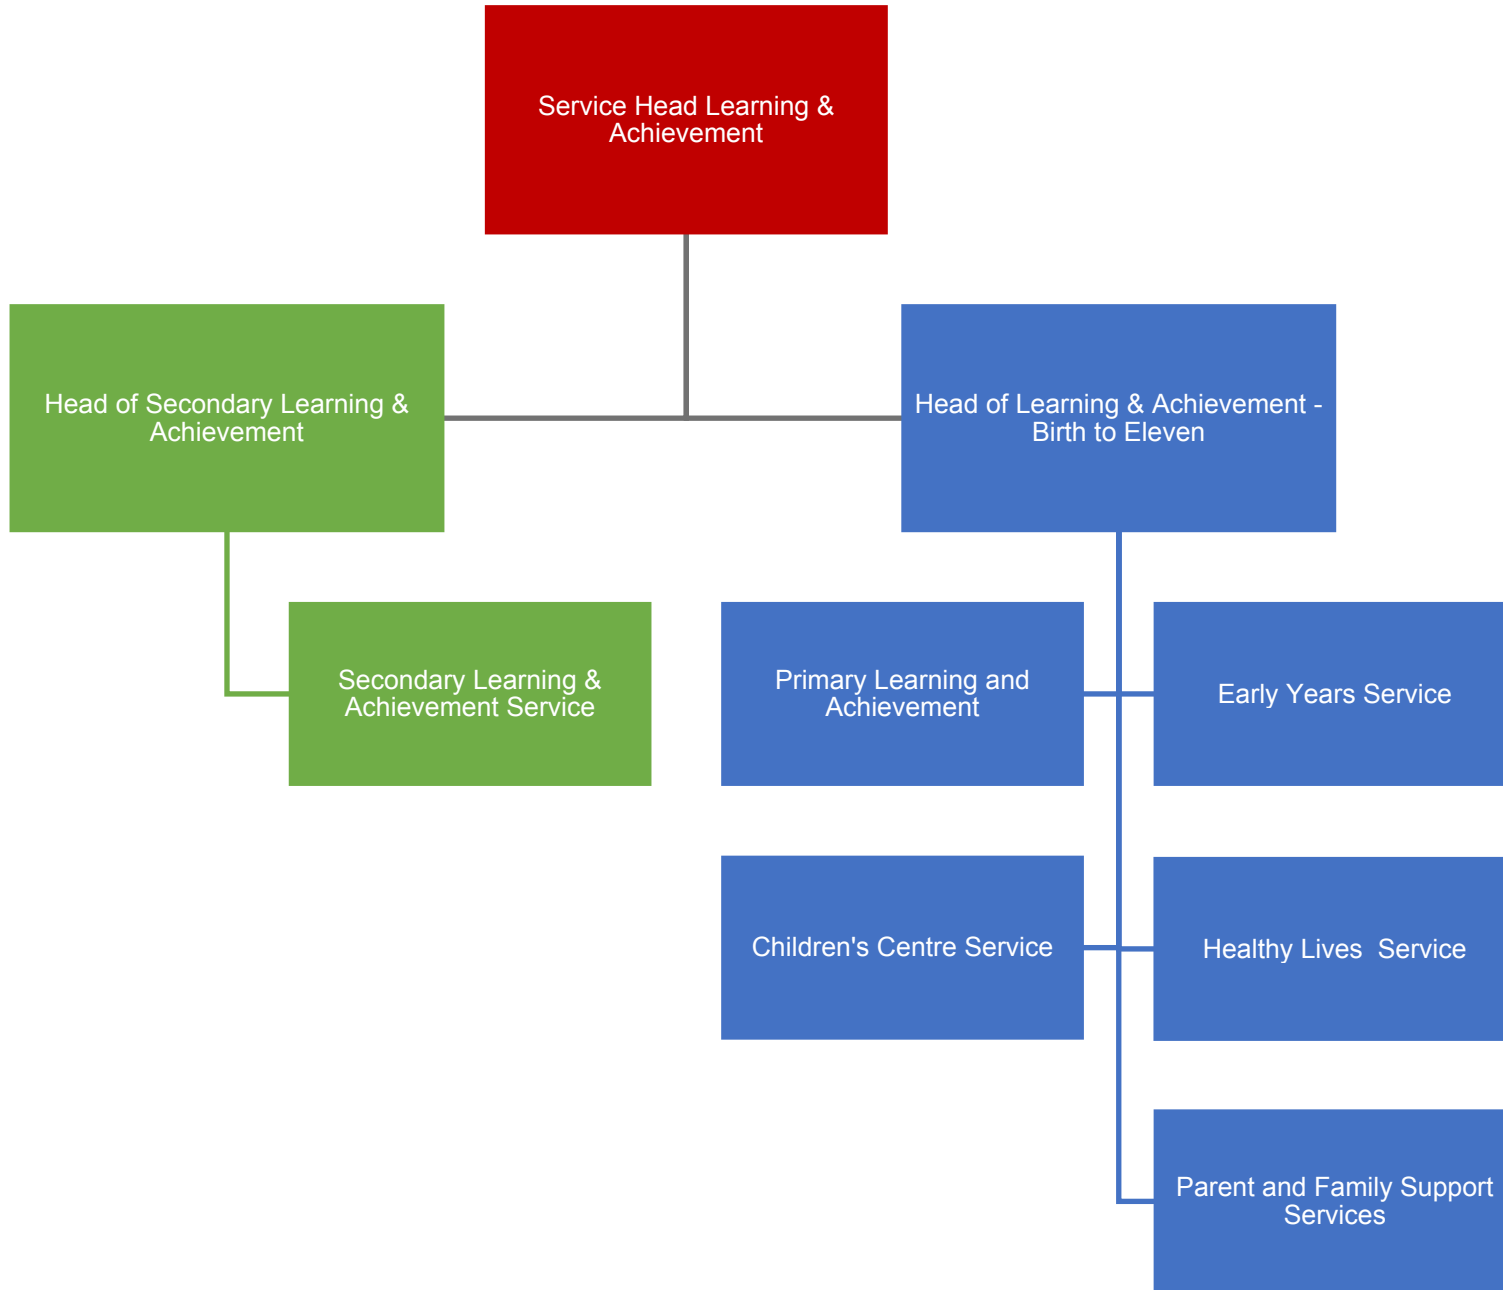 Service Head Learning &
Achievement
Head of Secondary Learning &
Achievement
Head of Learning & Achievement -
Birth to Eleven
Secondary Learning &
Achievement Service
Primary Learning and
Achievement
Early Years Service
Children's Centre Service
Healthy Lives  Service
Parent and Family Support
Services